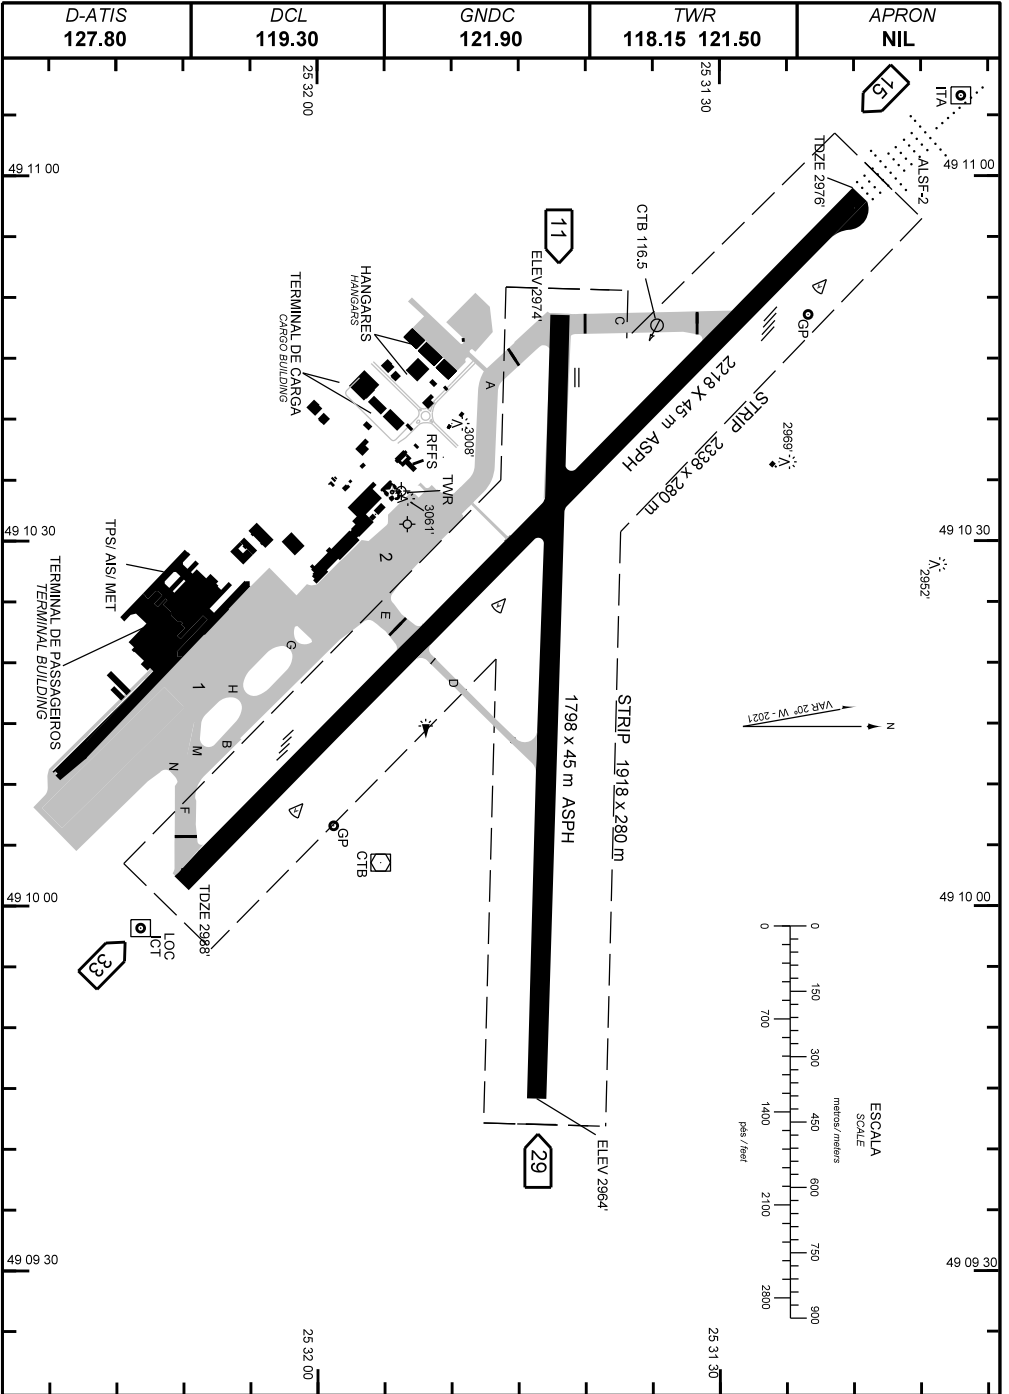 D-ATIS
127.80
DCL
119.30
GNDC
121.90
TWR
118.15 121.50
APRON
NIL
25 32 00
25 31 30
15
ITA
ALSF-2
TDZE 2976'
49 11 00
49 11 00
11
CTB 116.5
ELEV 2974'
HANGARES
HANGARS
TERMINAL DE CARGA
CARGO BUILDING
C
GP
A
2218 X 45 m ASPH
STRIP 2338 x 280 m
2969'
3008'
RFFS
TWR
3061'
49 10 30
49 10 30
2952'
TPS/ AIS/ MET
TERMINAL DE PASSAGEIROS
TERMINAL BUILDING
2
E
D
G
H
1
B
M
N
F
VAR 20° W - 2021
N
STRIP 1918 x 280 m
1798 x 45 m ASPH
GP
CTB
TDZE 2988'
LOC
ICT
33
49 10 00
49 10 00
0
150
300
450
600
750
900
0
700
1400
2100
2800
metros/ meters
pés / feet
ESCALA
SCALE
29
ELEV 2964'
49 09 30
49 09 30
25 32 00
25 31 30